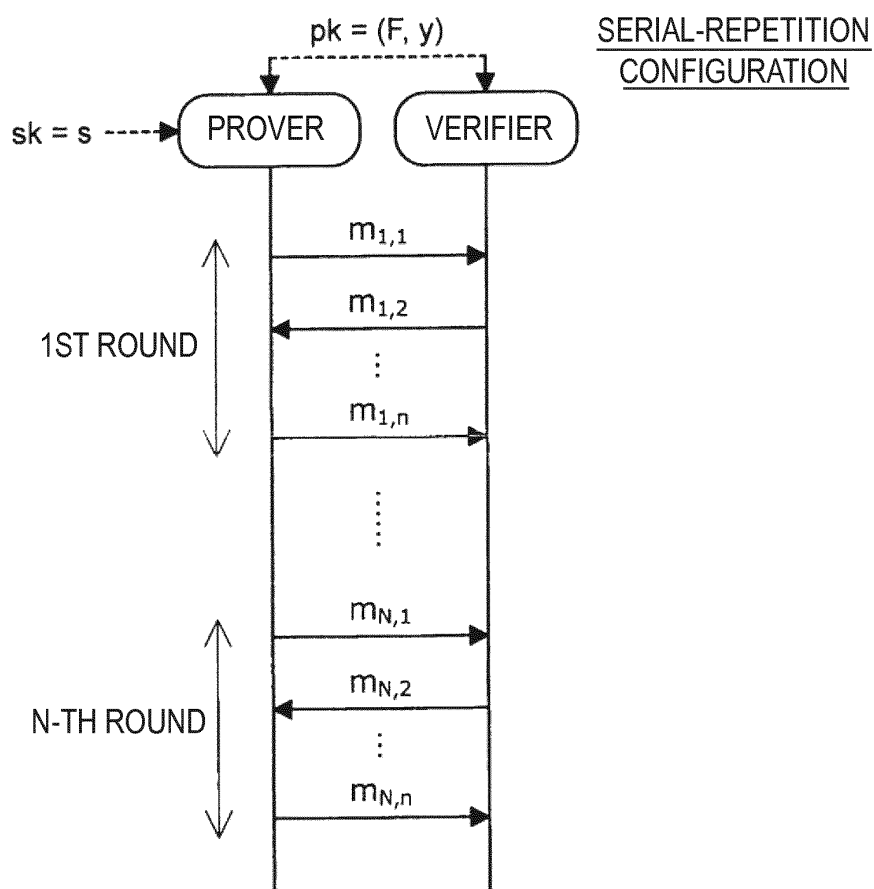 pk = (F, y)
SERIAL-REPETITION
CONFIGURATION
sk = s
PROVER
VERIFIER
m1,1
m1,2
1ST ROUND
m1,n
mN,1
mN,2
N-TH ROUND
mN,n